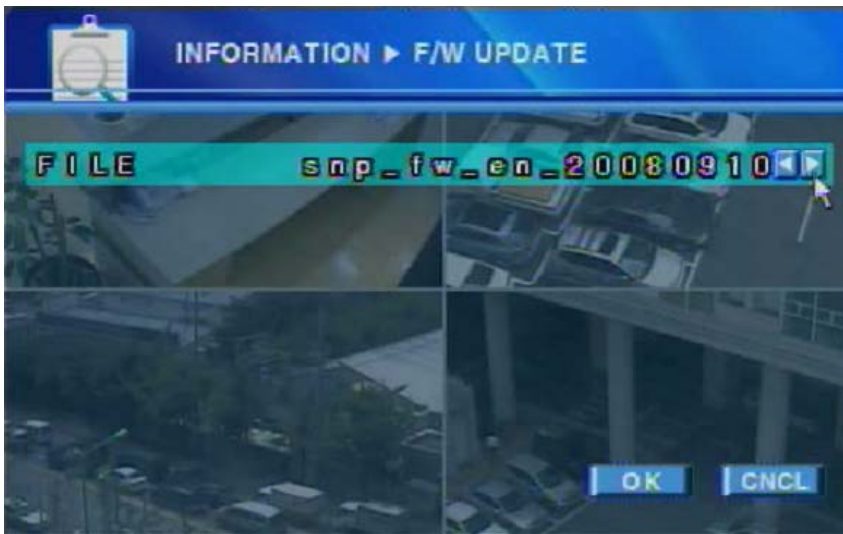 INFORMATION ▶ F/W UPDATE
FILE snp_fw_en_20080910
OK CNCL